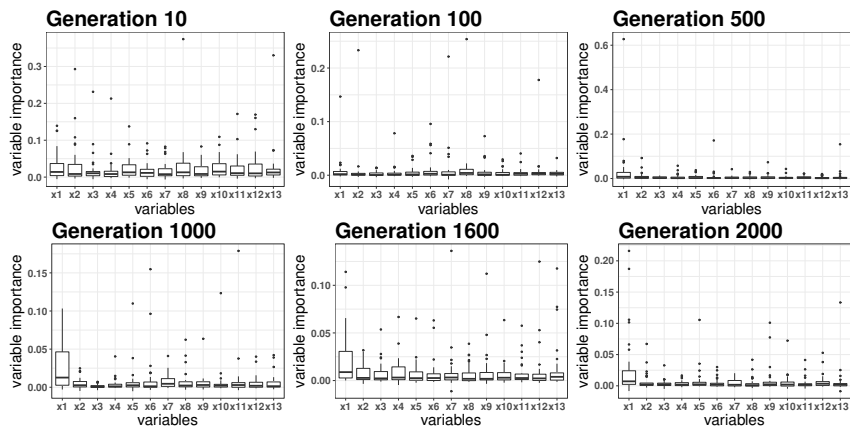 Generation 10
Generation 100
Generation 500
variable importance
0.3
0.2
0.1
0.0
x1 x2 x3 x4 x5 x6 x7 x8 x9 x10 x11 x12 x13
variables
variable importance
0.2
0.1
0.0
x1 x2 x3 x4 x5 x6 x7 x8 x9 x10 x11 x12 x13
variables
variable importance
0.6
0.4
0.2
0.0
x1 x2 x3 x4 x5 x6 x7 x8 x9 x10 x11 x12 x13
variables
Generation 1000
Generation 1600
Generation 2000
variable importance
0.15
0.10
0.05
0.00
x1 x2 x3 x4 x5 x6 x7 x8 x9 x10 x11 x12 x13
variables
variable importance
0.10
0.05
0.00
x1 x2 x3 x4 x5 x6 x7 x8 x9 x10 x11 x12 x13
variables
variable importance
0.20
0.15
0.10
0.05
0.00
x1 x2 x3 x4 x5 x6 x7 x8 x9 x10 x11 x12 x13
variables